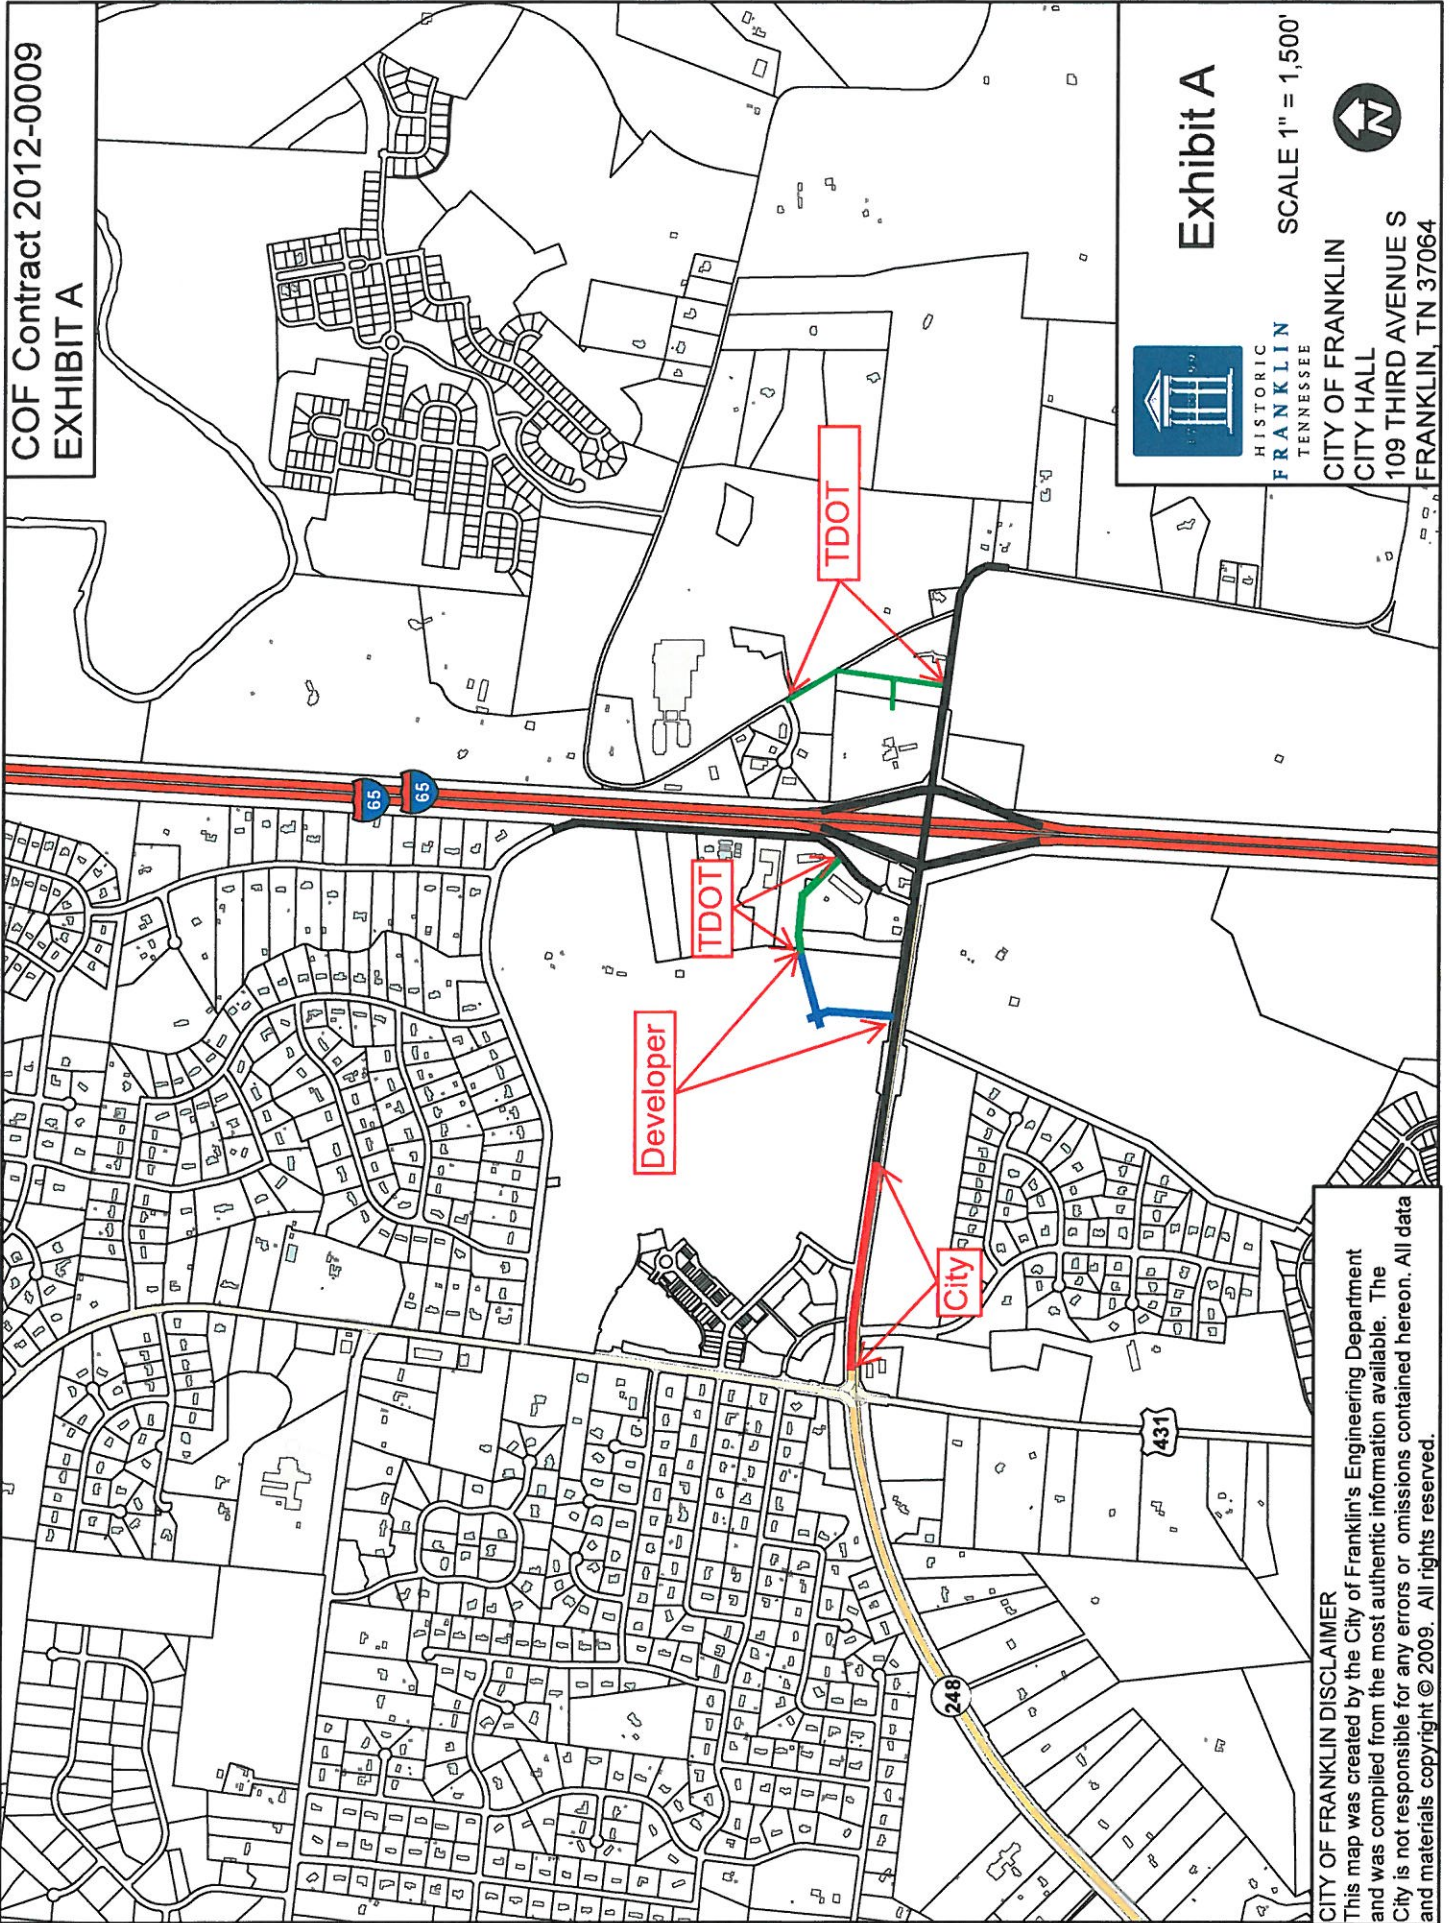 COF Contract 2012-0009
EXHIBIT A
65
65
TDOT
TDOT
Developer
City
431
248
Exhibit A
SCALE 1" = 1,500'
N
HISTORIC
FRANKLIN
TENNESSEE
CITY OF FRANKLIN
CITY HALL
109 THIRD AVENUE S
FRANKLIN, TN 37064
CITY OF FRANKLIN DISCLAIMER
This map was created by the City of Franklin's Engineering Department
and was compiled from the most authentic information available. The
City is not responsible for any errors or omissions contained hereon. All data
and materials copyright © 2009. All rights reserved.